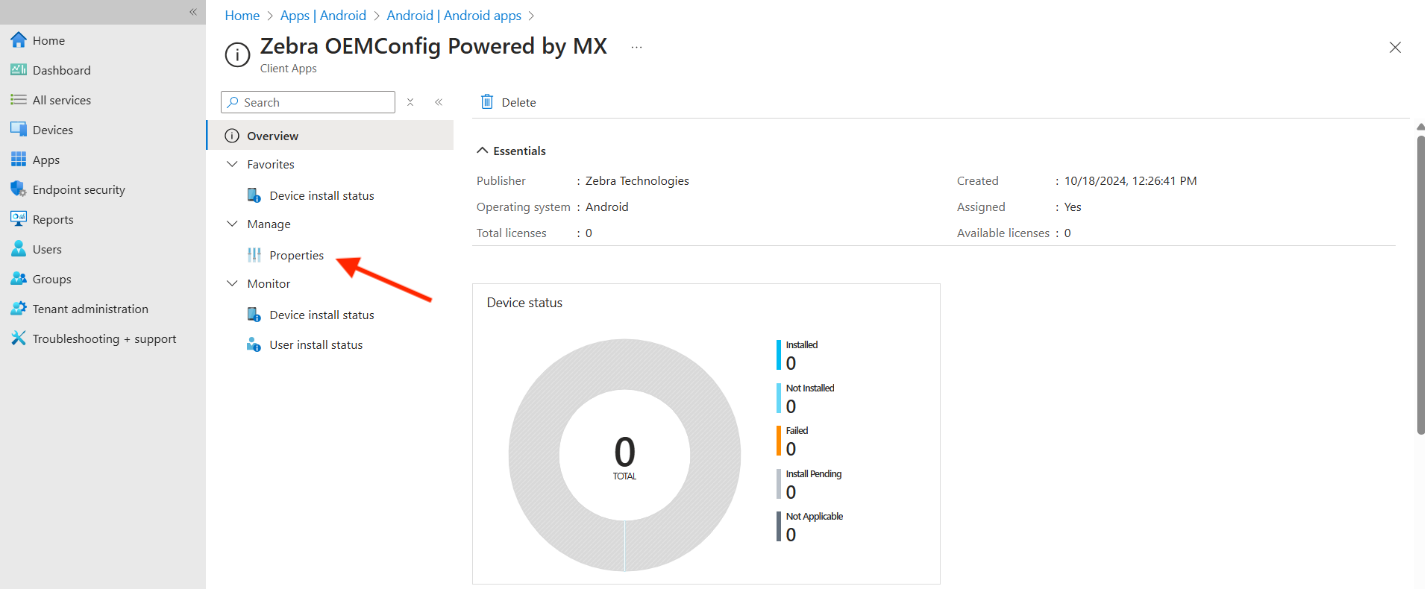 «
Home
Dashboard
All services
Devices
Apps
Endpoint security
Reports
Users
Groups
Tenant administration
Troubleshooting + support
Home > Apps | Android > Android | Android apps >
Zebra OEMConfig Powered by MX ...
Client Apps
Search
«
Overview
Favorites
Device install status
Manage
Properties
Monitor
Device install status
User install status
Delete
Essentials
Publisher : Zebra Technologies
Operating system : Android
Total licenses : 0
Created : 10/18/2024, 12:26:41 PM
Assigned : Yes
Available licenses : 0
Device status
0
TOTAL
Installed
0
Not Installed
0
Failed
0
Install Pending
0
Not Applicable
0